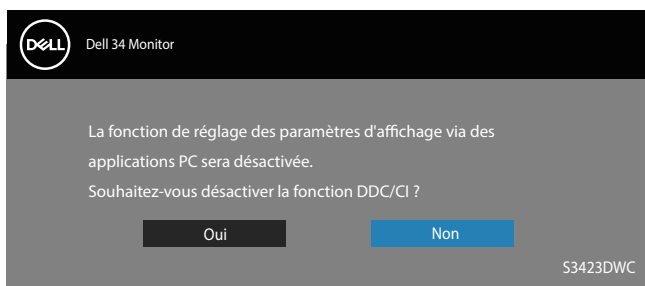 DELL
Dell 34 Monitor
La fonction de réglage des paramètres d'affichage via des
applications PC sera désactivée.
Souhaitez-vous désactiver la fonction DDC/CI ?
Oui Non
S3423DWC